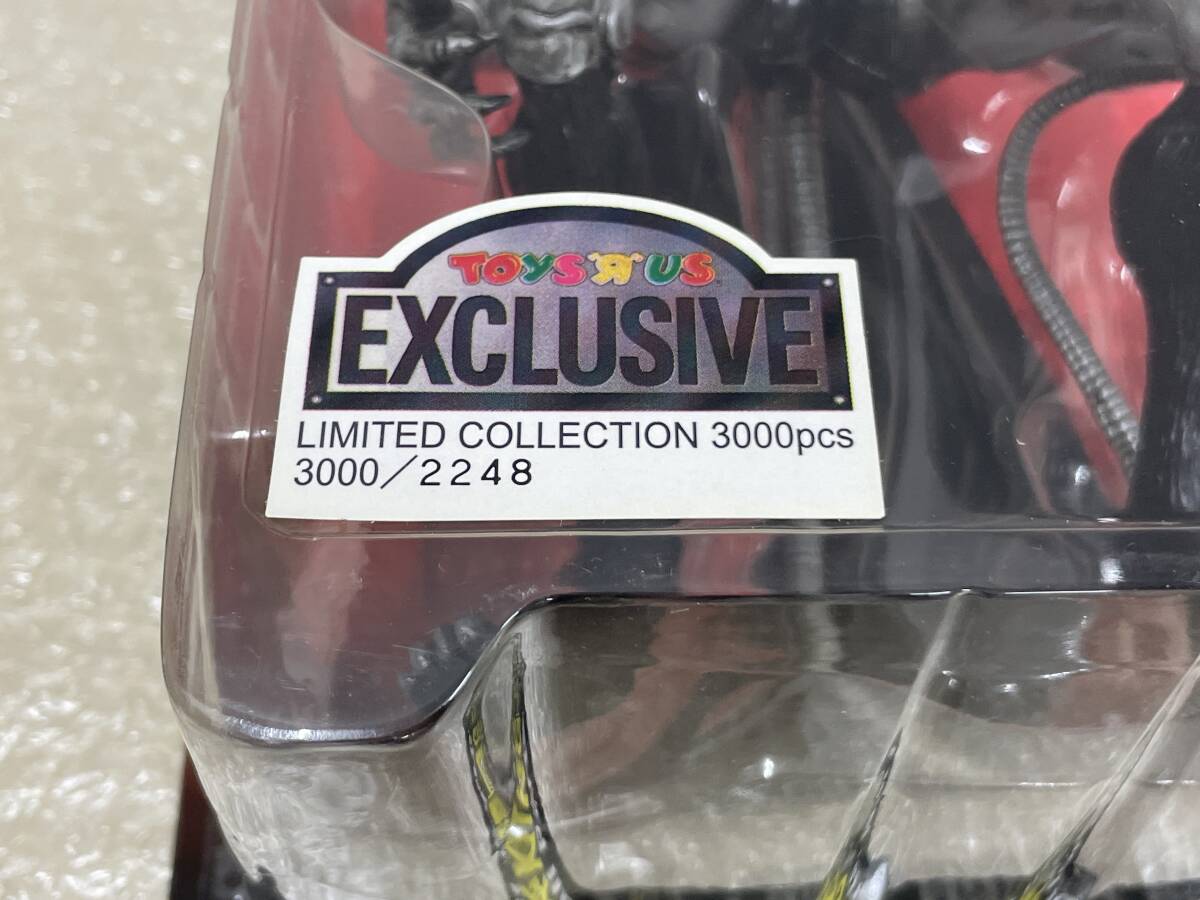 TOYS"R"US
EXCLUSIVE
LIMITED COLLECTION 3000pcs
3000/2248